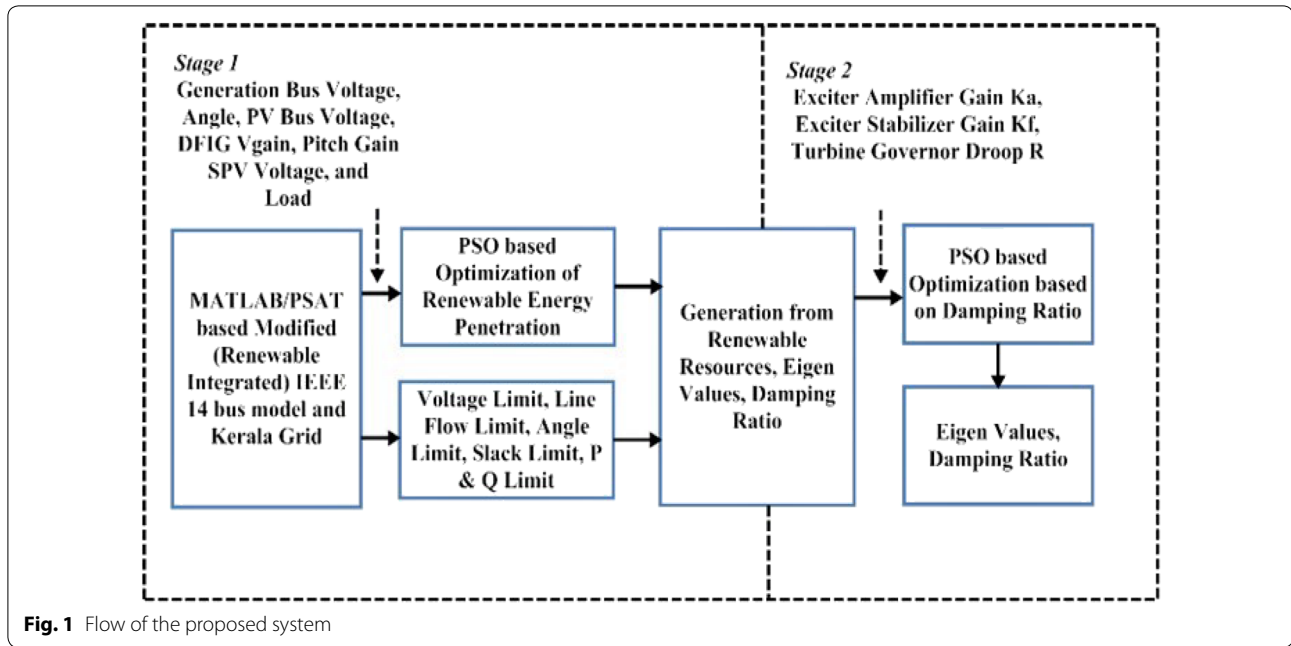 Stage 1
Generation Bus Voltage,
Angle, PV Bus Voltage,
DFIG Vgain, Pitch Gain
SPV Voltage, and
Load
MATLAB/PSAT
based Modified
(Renewable
Integrated) IEEE
14 bus model and
Kerala Grid
PSO based
Optimization of
Renewable Energy
Penetration
Voltage Limit, Line
Flow Limit, Angle
Limit, Slack Limit, P
& Q Limit
Generation from
Renewable
Resources, Eigen
Values, Damping
Ratio
Stage 2
Exciter Amplifier Gain Ka,
Exciter Stabilizer Gain Kf,
Turbine Governor Droop R
PSO based
Optimization based
on Damping Ratio
Eigen Values,
Damping Ratio
Fig. 1 Flow of the proposed system